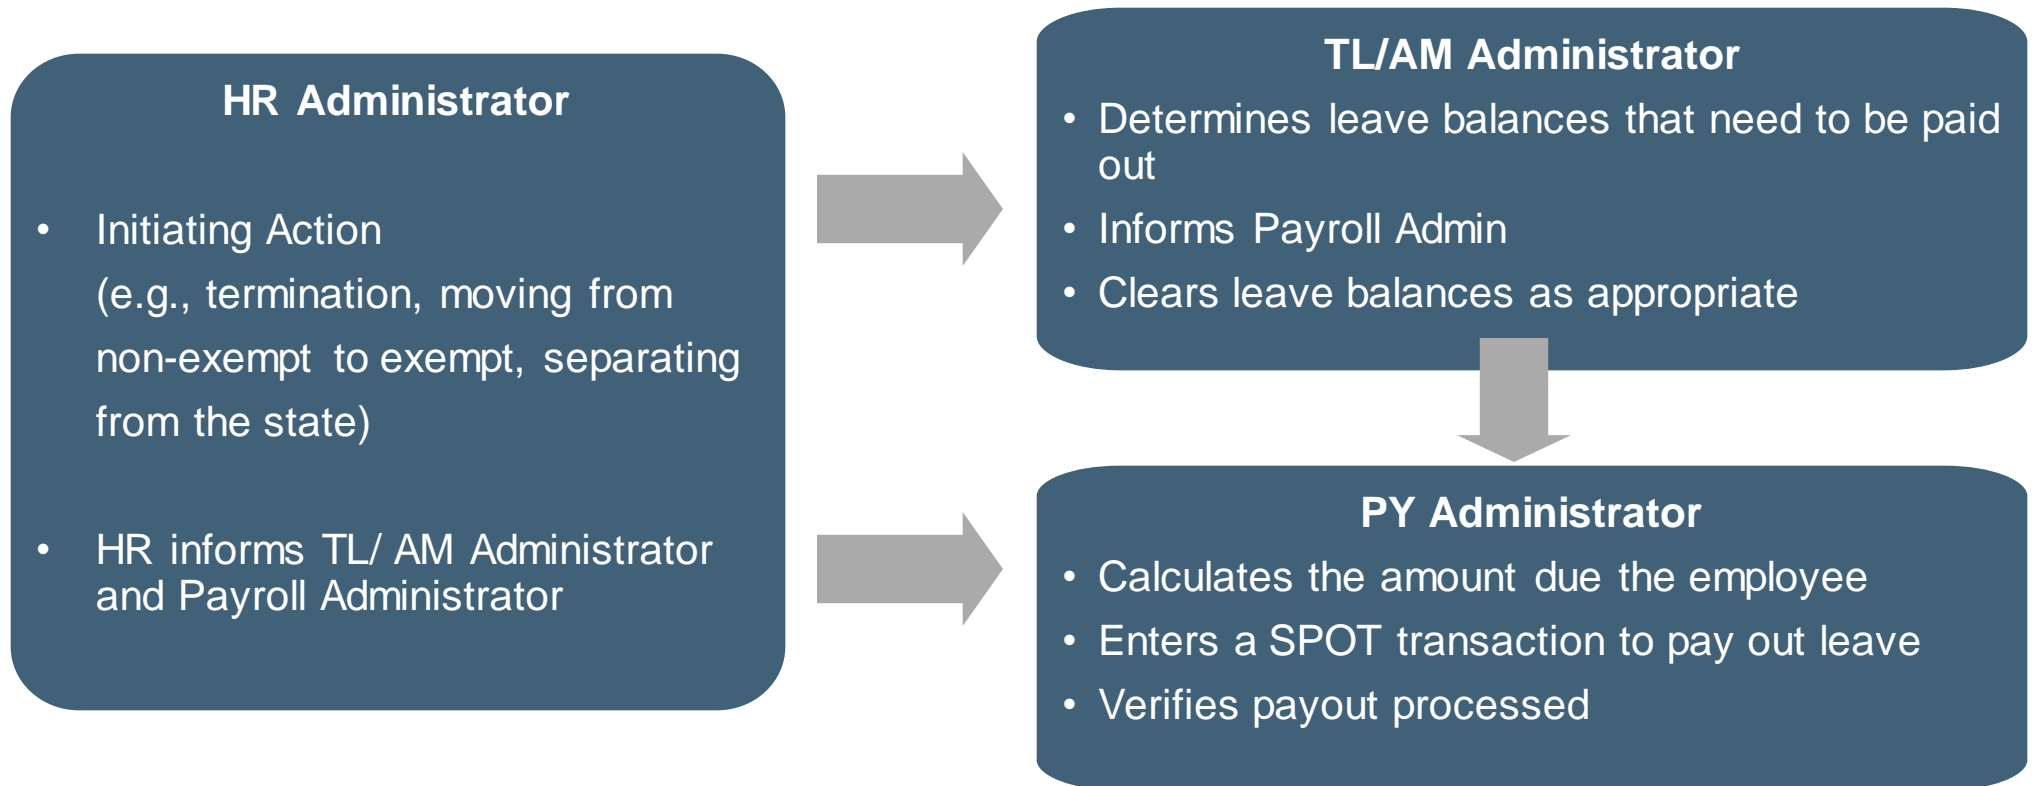 HR Administrator
• Initiating Action
(e.g., termination, moving from
non-exempt to exempt, separating
from the state)
• HR informs TL/ AM Administrator
and Payroll Administrator
TL/AM Administrator
• Determines leave balances that need to be paid
out
• Informs Payroll Admin
• Clears leave balances as appropriate
PY Administrator
• Calculates the amount due the employee
• Enters a SPOT transaction to pay out leave
• Verifies payout processed